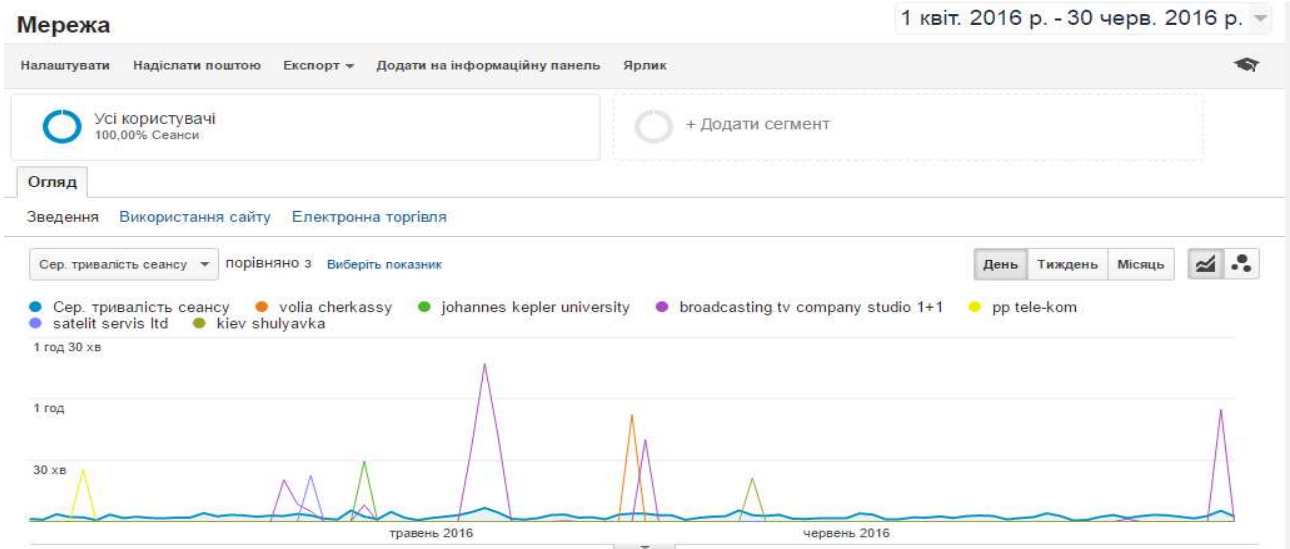 Мережа
1 квіт. 2016 р. - 30 черв. 2016 р.
Налаштувати Надіслати поштою Експорт Додати на інформаційну панель Ярлик
Усі користувачі
100,00% Сеанси
+ Додати сегмент
Огляд
Зведення Використання сайту Електронна торгівля
Сер. тривалість сеансу порівняно з Виберіть показник
День Тиждень Місяць
Сер. тривалість сеансу volia cherkassy johannes kepler university broadcasting tv company studio 1+1 pp tele-kom
satelit servis ltd kiev shulyavka
1 год 30 хв
1 год
30 хв
травень 2016 червень 2016